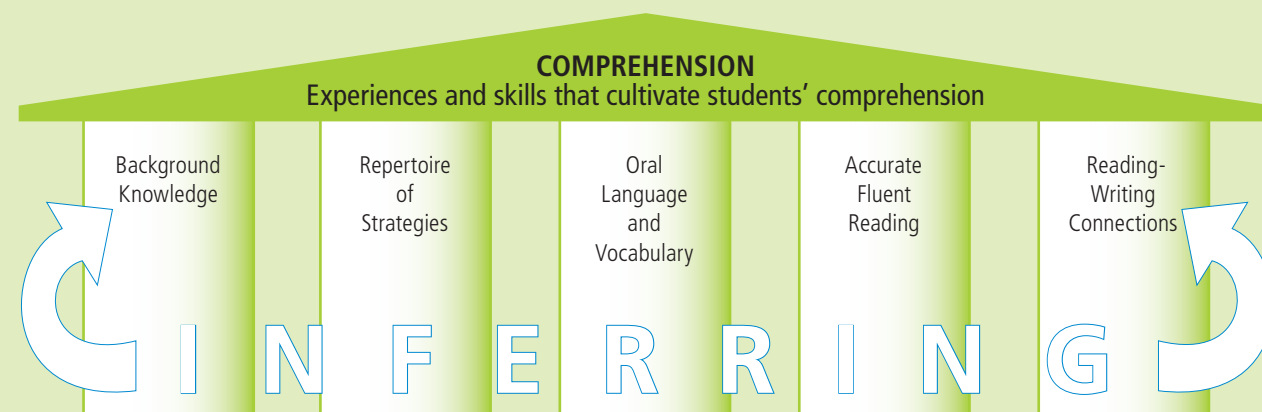 COMPREHENSION
Experiences and skills that cultivate students’ comprehension
Background
Knowledge
Repertoire
of
Strategies
Oral
Language
and
Vocabulary
Accurate
Fluent
Reading
Reading-
Writing
Connections
INFERRING